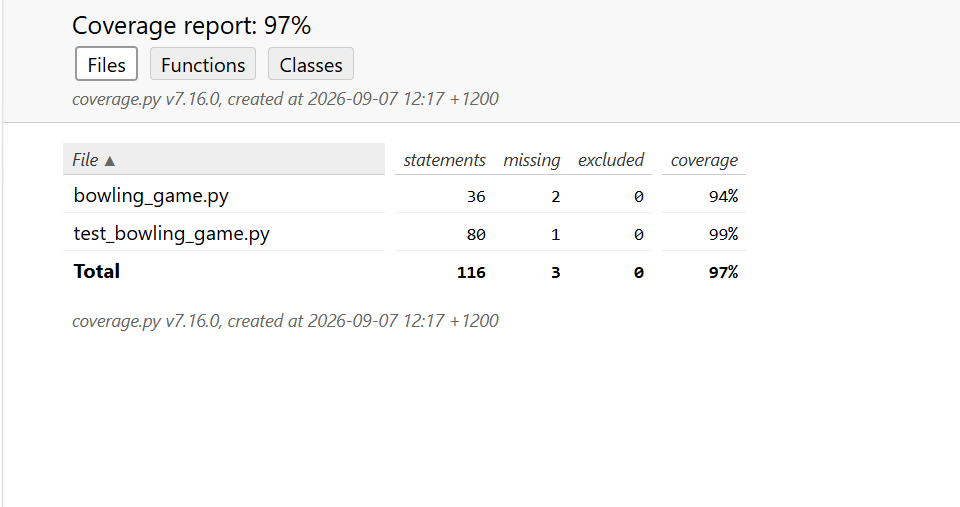 Coverage report: 97%
Files Functions Classes
coverage.py v7.16.0, created at 2026-09-07 12:17 +1200
File ▲ statements missing excluded coverage
bowling_game.py 36 2 0 94%
test_bowling_game.py 80 1 0 99%
Total 116 3 0 97%
coverage.py v7.16.0, created at 2026-09-07 12:17 +1200